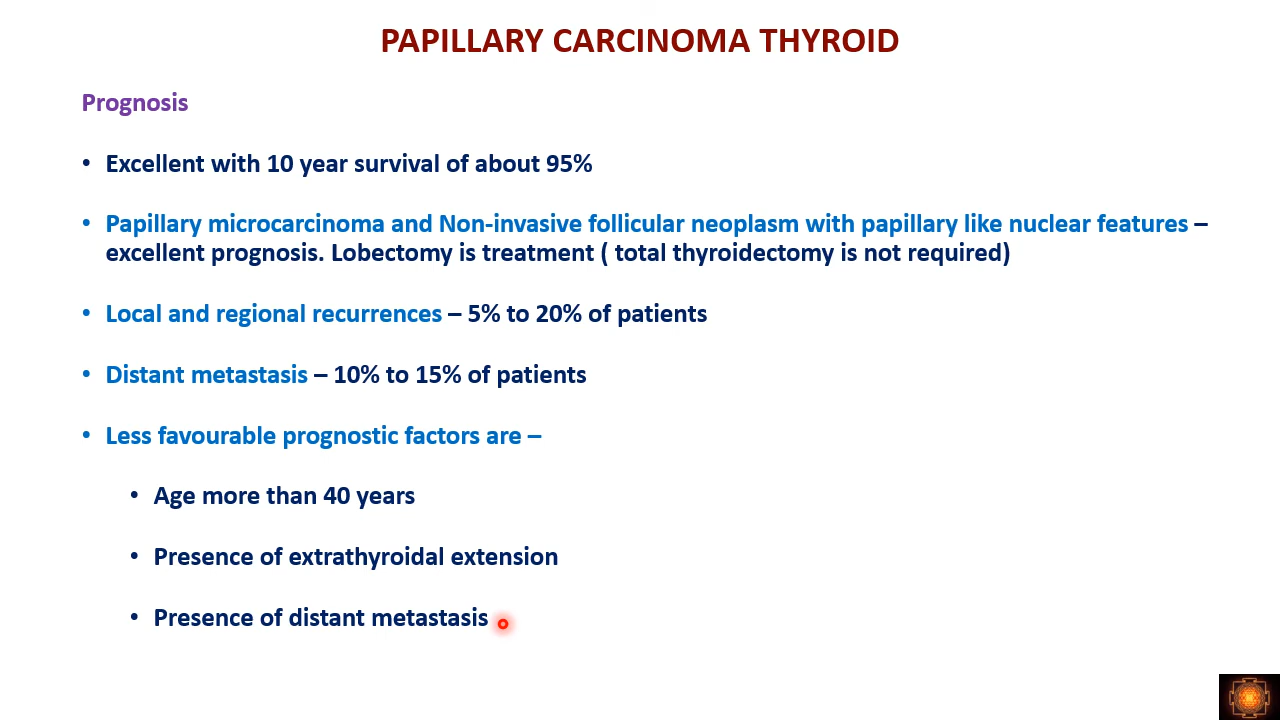 PAPILLARY CARCINOMA THYROID
Prognosis
• Excellent with 10 year survival of about 95%
• Papillary microcarcinoma and Non-invasive follicular neoplasm with papillary like nuclear features –
excellent prognosis. Lobectomy is treatment ( total thyroidectomy is not required)
• Local and regional recurrences – 5% to 20% of patients
• Distant metastasis – 10% to 15% of patients
• Less favourable prognostic factors are –
• Age more than 40 years
• Presence of extrathyroidal extension
• Presence of distant metastasis